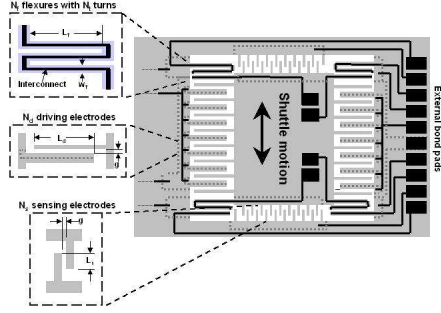 Nf flexures with Nt turns
Lf
Interconnect
wf
Nd driving electrodes
Ld
g
Ns sensing electrodes
g
Ls
Shuttle motion
External bond pads